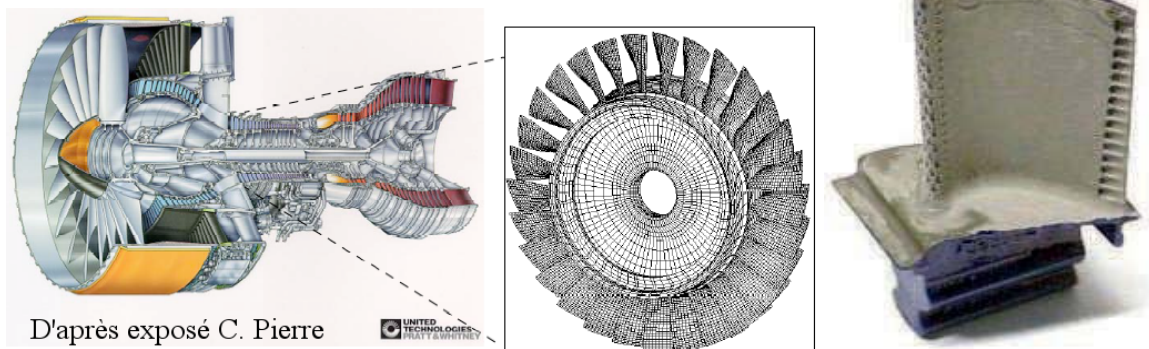 D'après exposé C. Pierre
UNITED
TECHNOLOGIES
PRATT&WHITNEY